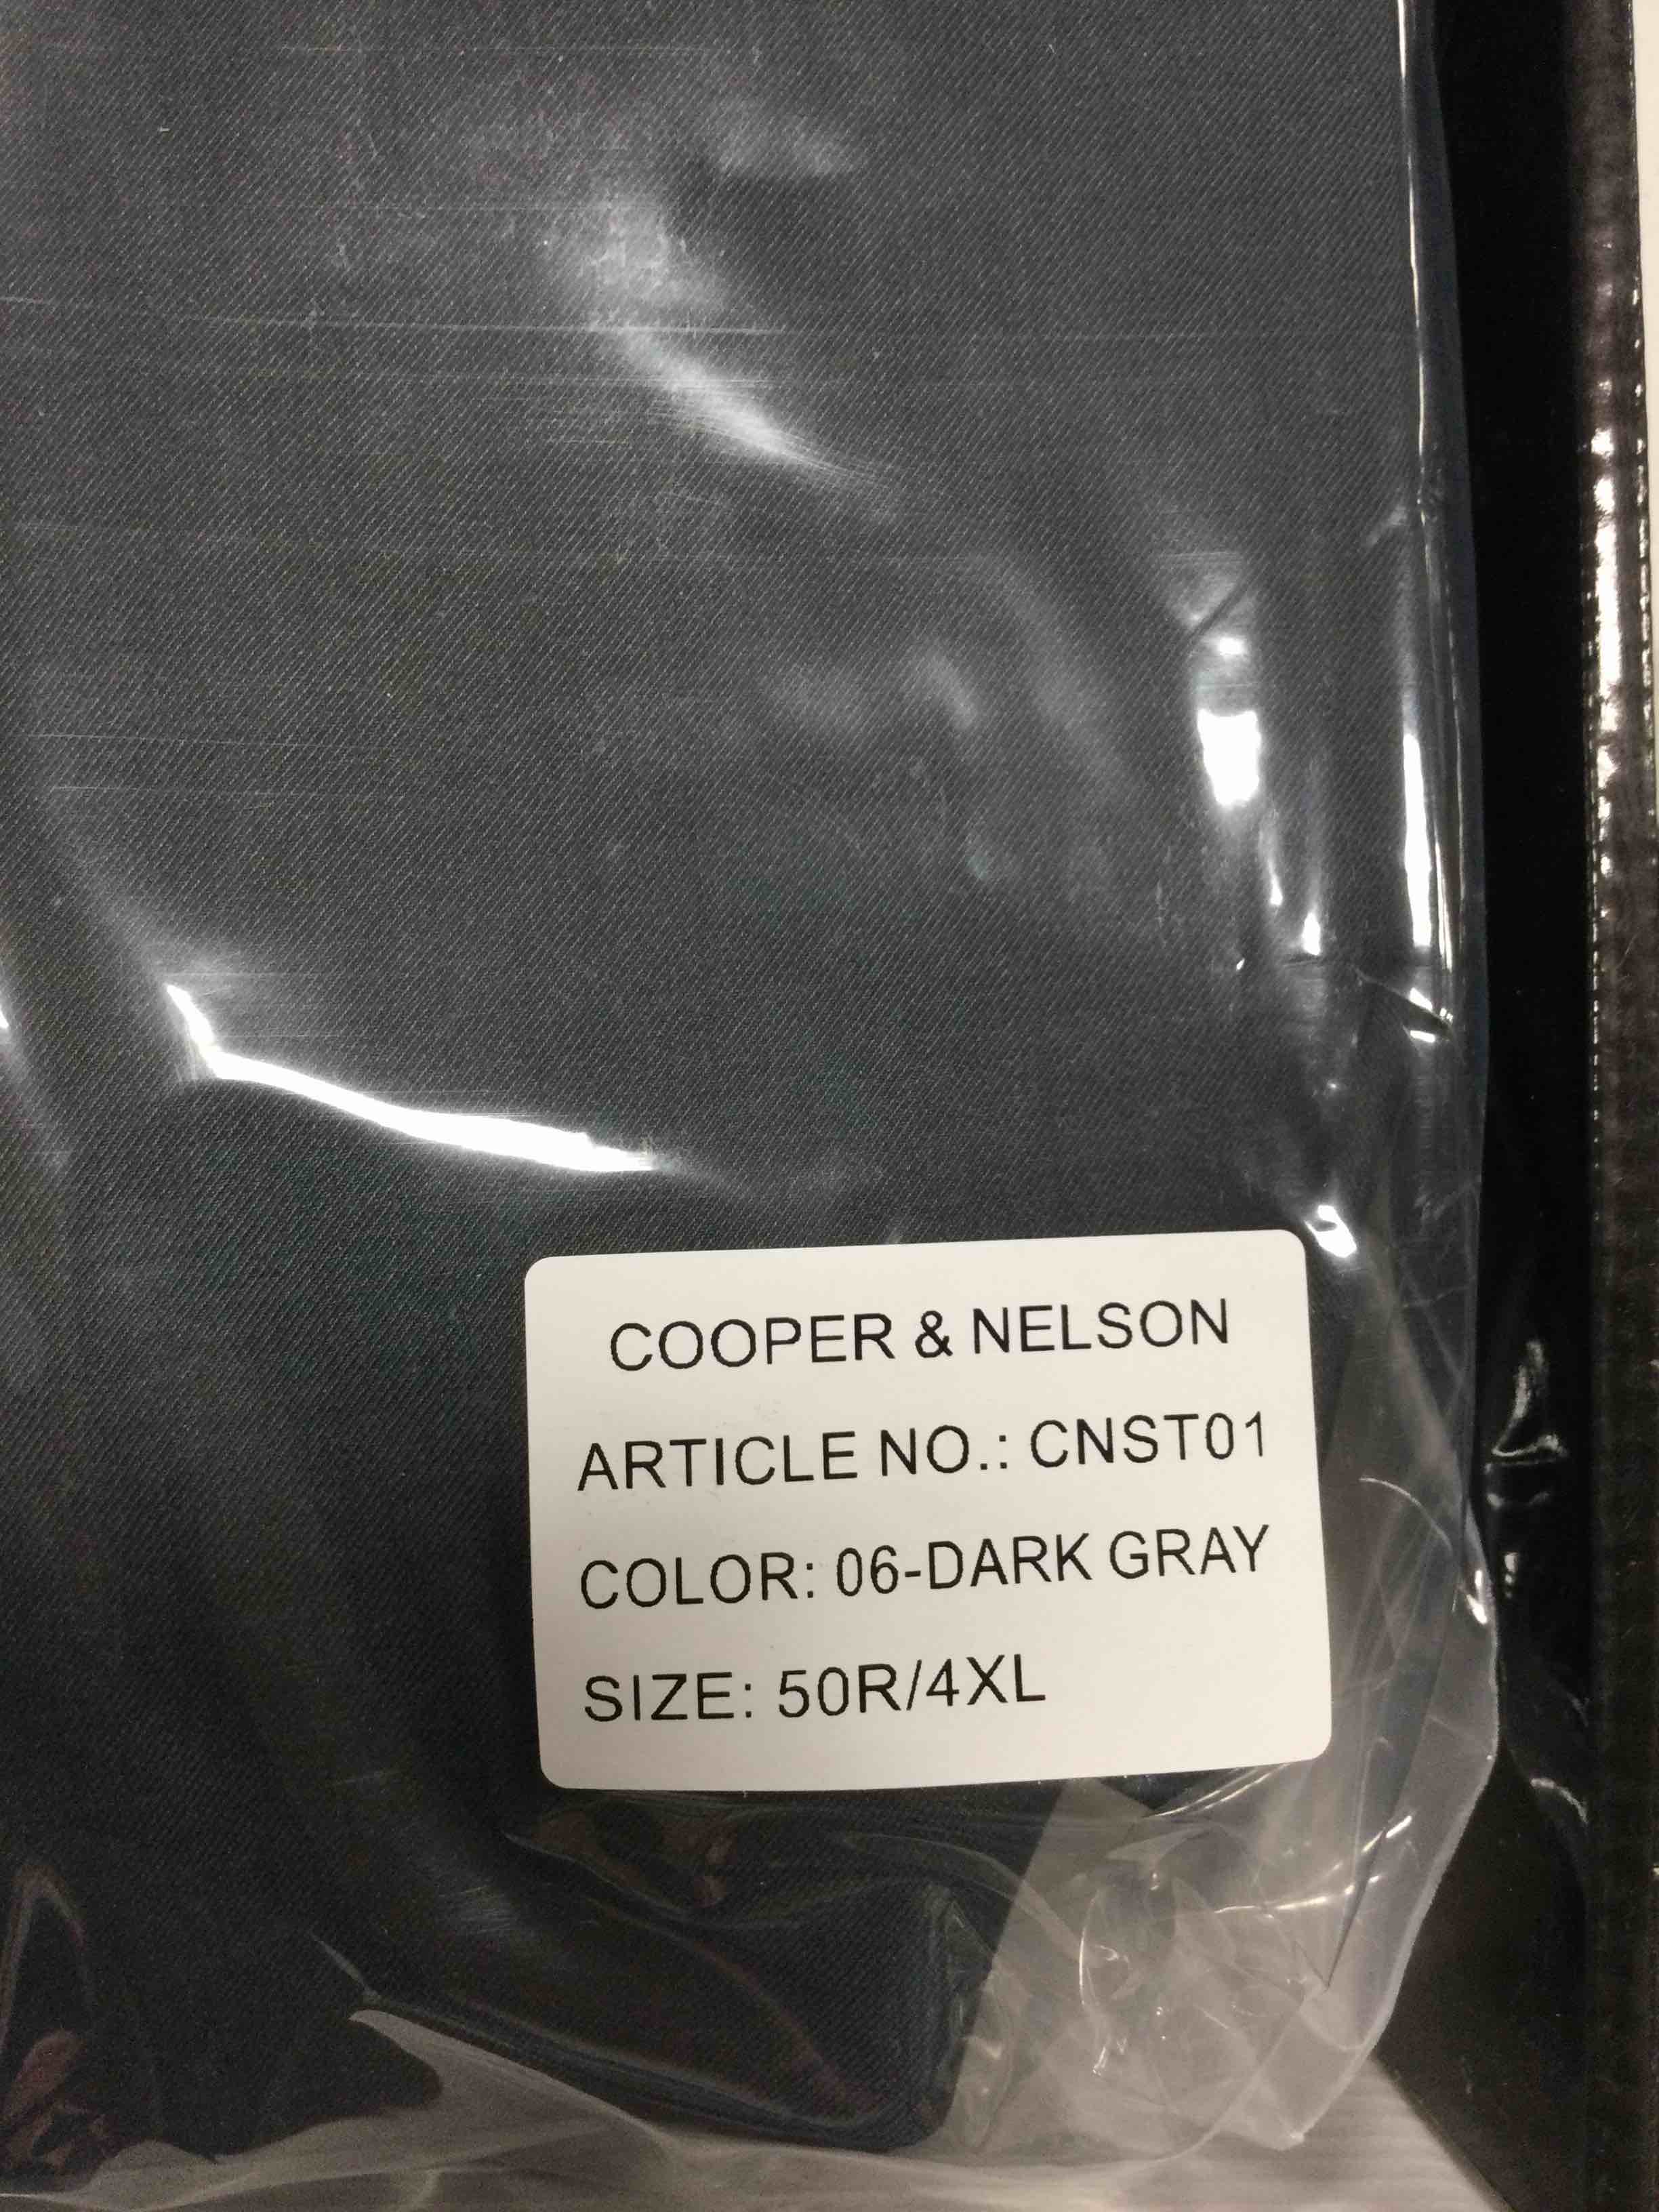 COOPER & NELSON
ARTICLE NO.: CNST01
COLOR: 06-DARK GRAY
SIZE: 50R/4XL